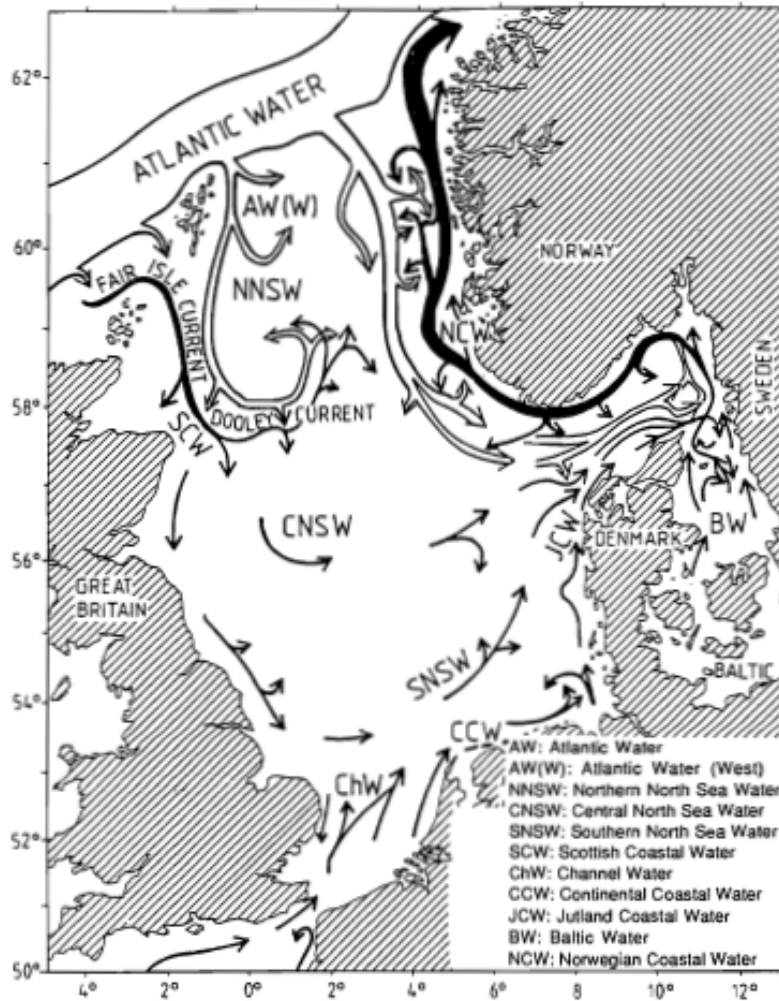 62°
ATLANTIC WATER
AW(W)
60°
NORWAY
FAIR ISLE CURRENT
NNSW
NCW
SWEDEN
58°
DOOLEY CURRENT
SCW
CNSW
JCW
DENMARK
BW
56°
GREAT
BRITAIN
SNSW
BALTIC
54°
CCW
ChW
AW: Atlantic Water
AW(W): Atlantic Water (West)
NNSW: Northern North Sea Water
CNSW: Central North Sea Water
SNSW: Southern North Sea Water
52°
SCW: Scottish Coastal Water
ChW: Channel Water
CCW: Continental Coastal Water
JCW: Jutland Coastal Water
BW: Baltic Water
NCW: Norwegian Coastal Water
50°
4° 2° 0° 2° 4° 6° 8 10° 12°